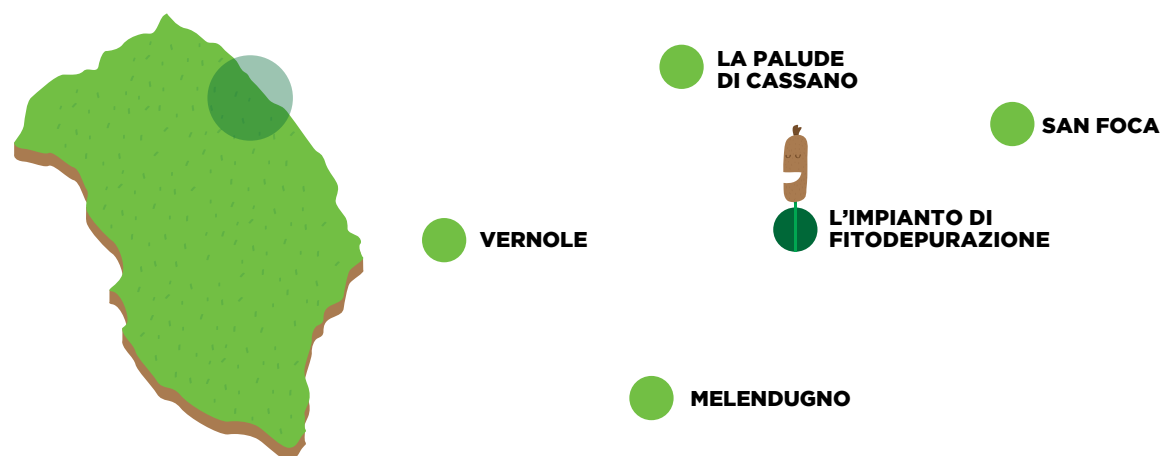 LA PALUDE
DI CASSANO
SAN FOCA
L'IMPIANTO DI
FITODEPURAZIONE
VERNOLE
MELENDUGNO